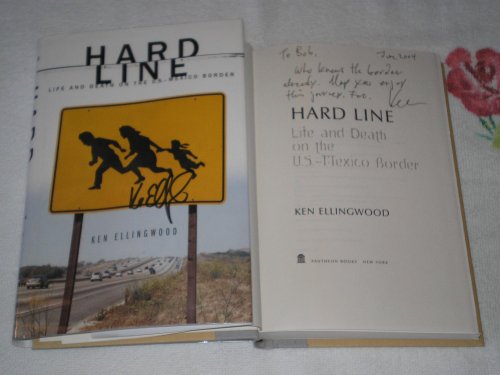 HARD
LINE
LIFE AND DEATH ON THE U.S.-MEXICO BORDER
KEN ELLINGWOOD
To Bob, June 2004
who knows the border
already. Hope you enjoy
this journey.
HARD LINE
Life and Death
on the
U.S.-Mexico Border
KEN ELLINGWOOD
PANTHEON BOOKS NEW YORK